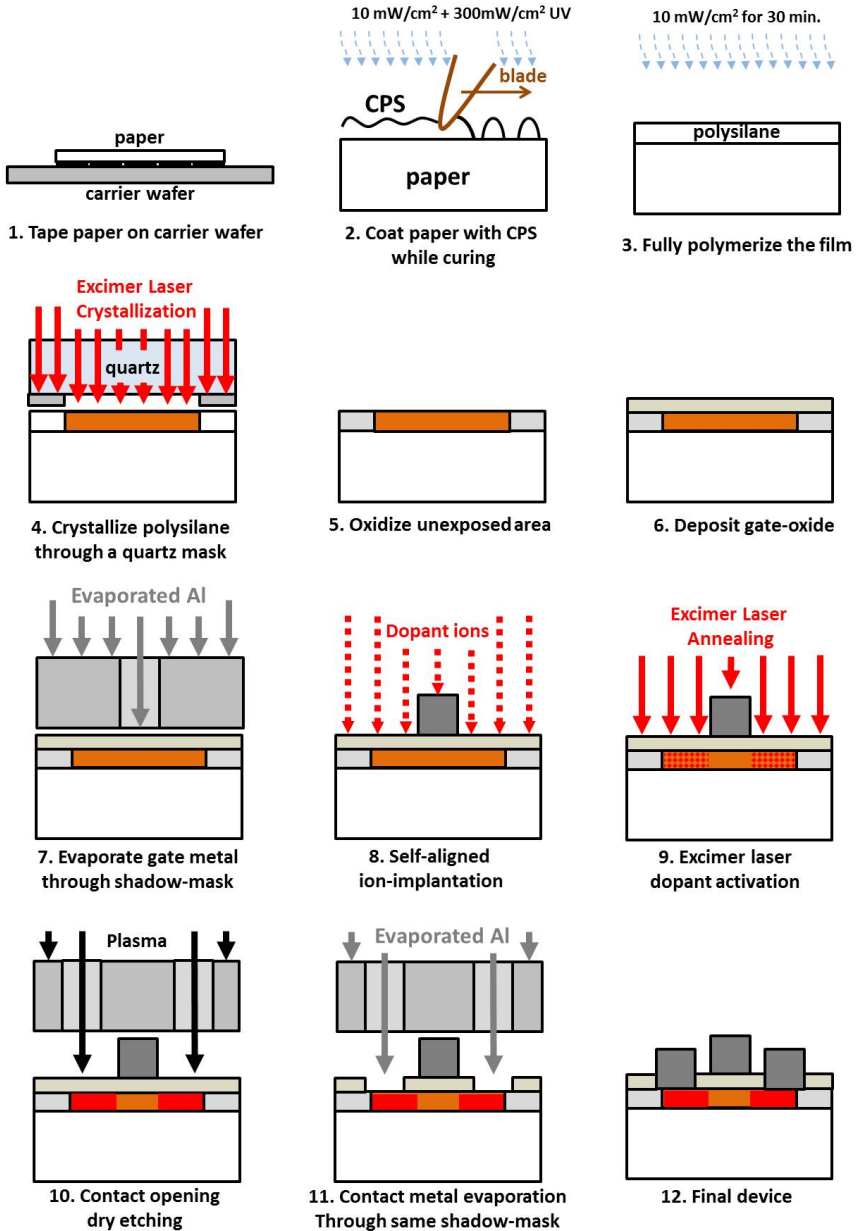 10 mW/cm² + 300mW/cm² UV
blade
CPS
paper
10 mW/cm² for 30 min.
polysilane
paper
carrier wafer
1. Tape paper on carrier wafer
2. Coat paper with CPS
while curing
3. Fully polymerize the film
Excimer Laser
Crystallization
quartz
4. Crystallize polysilane
through a quartz mask
5. Oxidize unexposed area
6. Deposit gate-oxide
Evaporated Al
7. Evaporate gate metal
through shadow-mask
Dopant ions
8. Self-aligned
ion-implantation
Excimer Laser
Annealing
9. Excimer laser
dopant activation
Plasma
10. Contact opening
dry etching
Evaporated Al
11. Contact metal evaporation
Through same shadow-mask
12. Final device